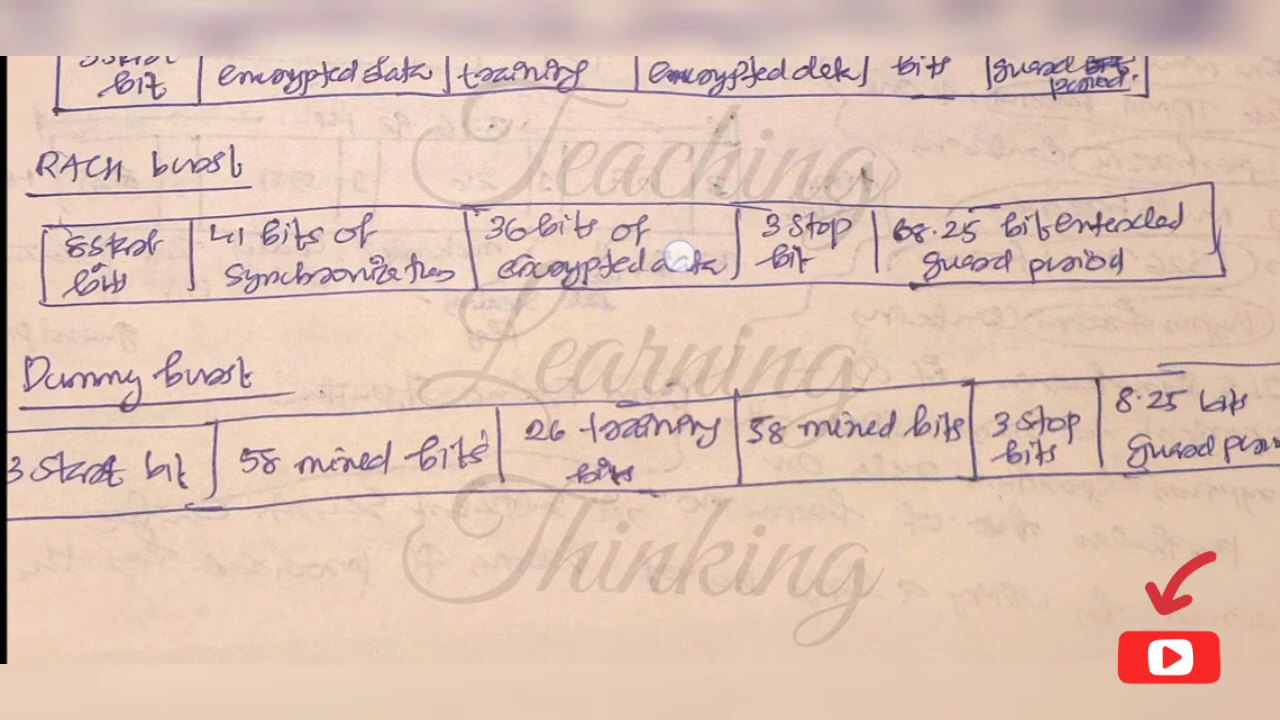 bit encrypted data training encrypted data bits guard period.
RACH burst
8 start bits 41 bits of synchronization 36 bits of encrypted data 3 stop bit 68.25 bit extended guard period
Dummy burst
3 start bit 58 mixed bits 26 training bits 58 mixed bits 3 stop bits 8.25 bits guard
Teaching
Learning
Thinking